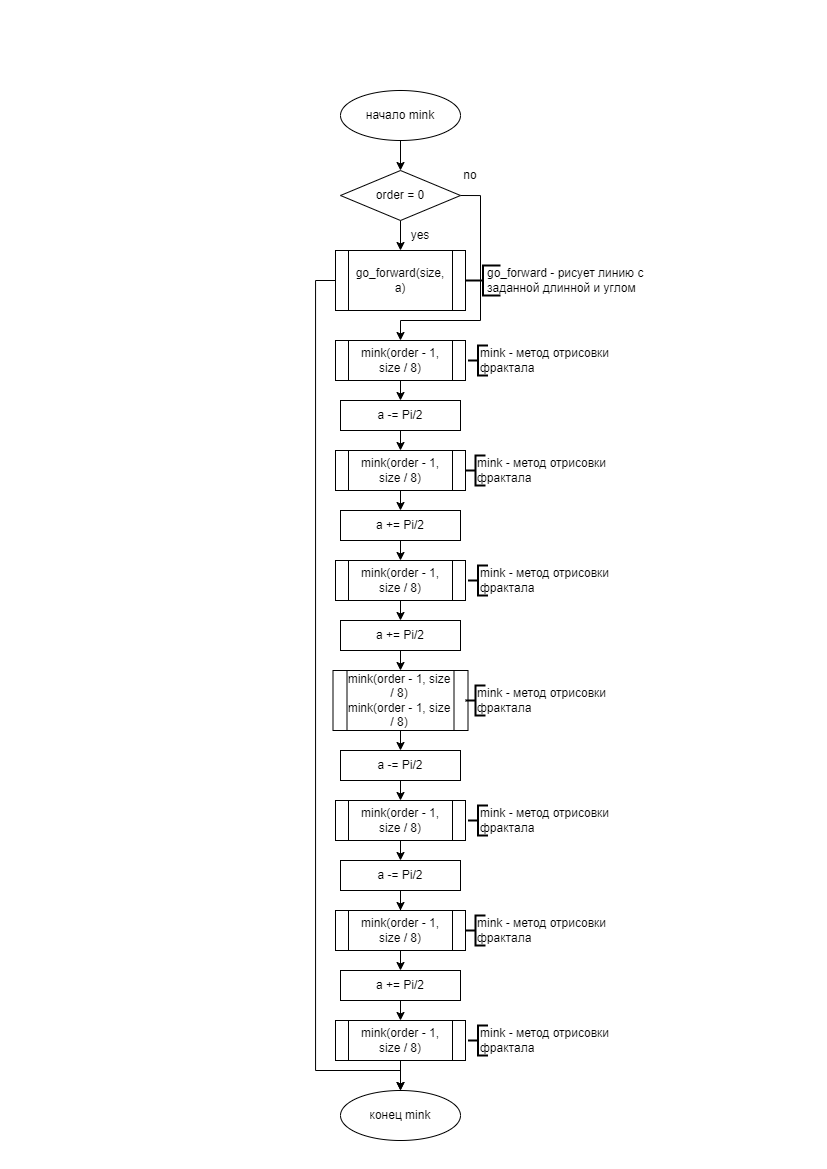 начало mink
no
order = 0
yes
go_forward(size,
a)
go_forward - рисует линию с
заданной длинной и углом
mink(order - 1,
size / 8)
mink - метод отрисовки
фрактала
a -= Pi/2
mink(order - 1,
size / 8)
mink - метод отрисовки
фрактала
a += Pi/2
mink(order - 1,
size / 8)
mink - метод отрисовки
фрактала
a += Pi/2
mink(order - 1, size
/ 8)
mink(order - 1, size
/ 8)
mink - метод отрисовки
фрактала
a -= Pi/2
mink(order - 1,
size / 8)
mink - метод отрисовки
фрактала
a -= Pi/2
mink(order - 1,
size / 8)
mink - метод отрисовки
фрактала
a += Pi/2
mink(order - 1,
size / 8)
mink - метод отрисовки
фрактала
конец mink